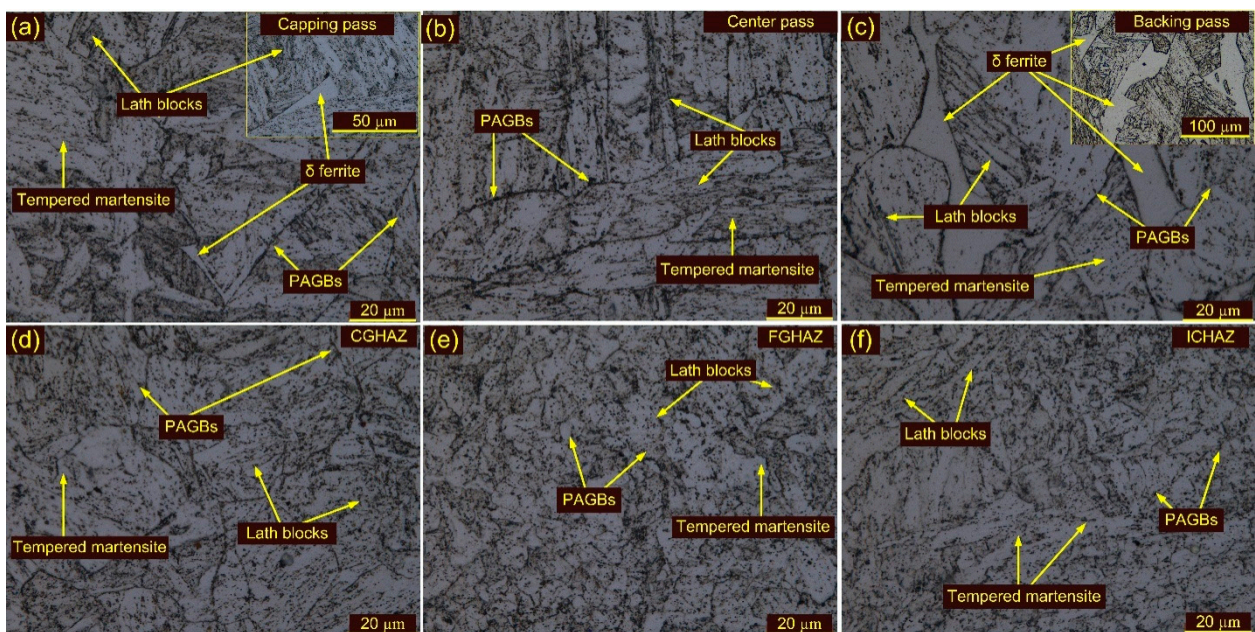 (a)
Capping pass
Lath blocks
50 μm
δ ferrite
Tempered martensite
PAGBs
20 μm
(b)
Center pass
PAGBs
Lath blocks
Tempered martensite
20 μm
(c)
Backing pass
δ ferrite
100 μm
Lath blocks
PAGBs
Tempered martensite
20 μm
(d)
CGHAZ
PAGBs
Tempered martensite
Lath blocks
20 μm
(e)
FGHAZ
Lath blocks
PAGBs
Tempered martensite
20 μm
(f)
ICHAZ
Lath blocks
PAGBs
Tempered martensite
20 μm